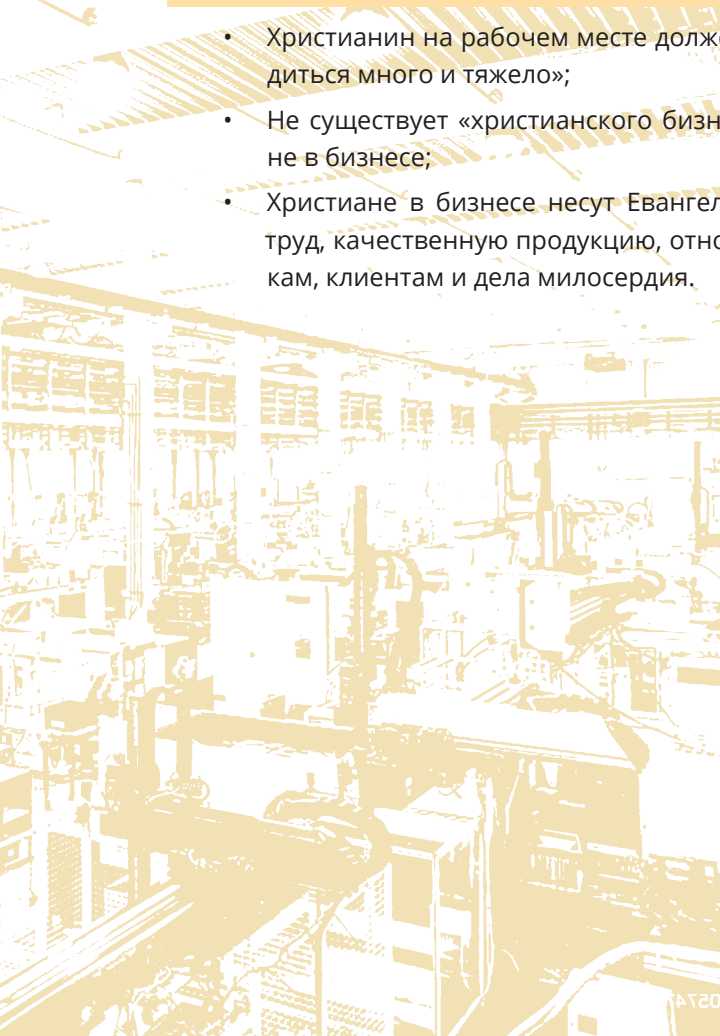 • Христианин на рабочем месте долж
диться много и тяжело»;
• Не существует «христианского бизн
не в бизнесе;
• Христиане в бизнесе несут Евангел
труд, качественную продукцию, отно
кам, клиентам и дела милосердия.